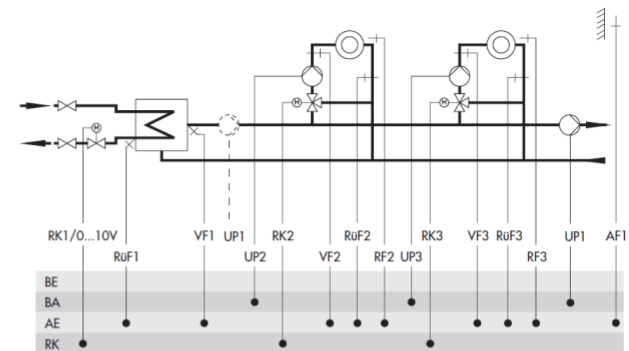 M
M
M
RK1/0...10V VF1 UP1 RK2 RüF2 RK3 VF3 RüF3 UP1 AF1
RüF1 UP2 VF2 RF2 UP3 RF3
BE
BA
AE
RK